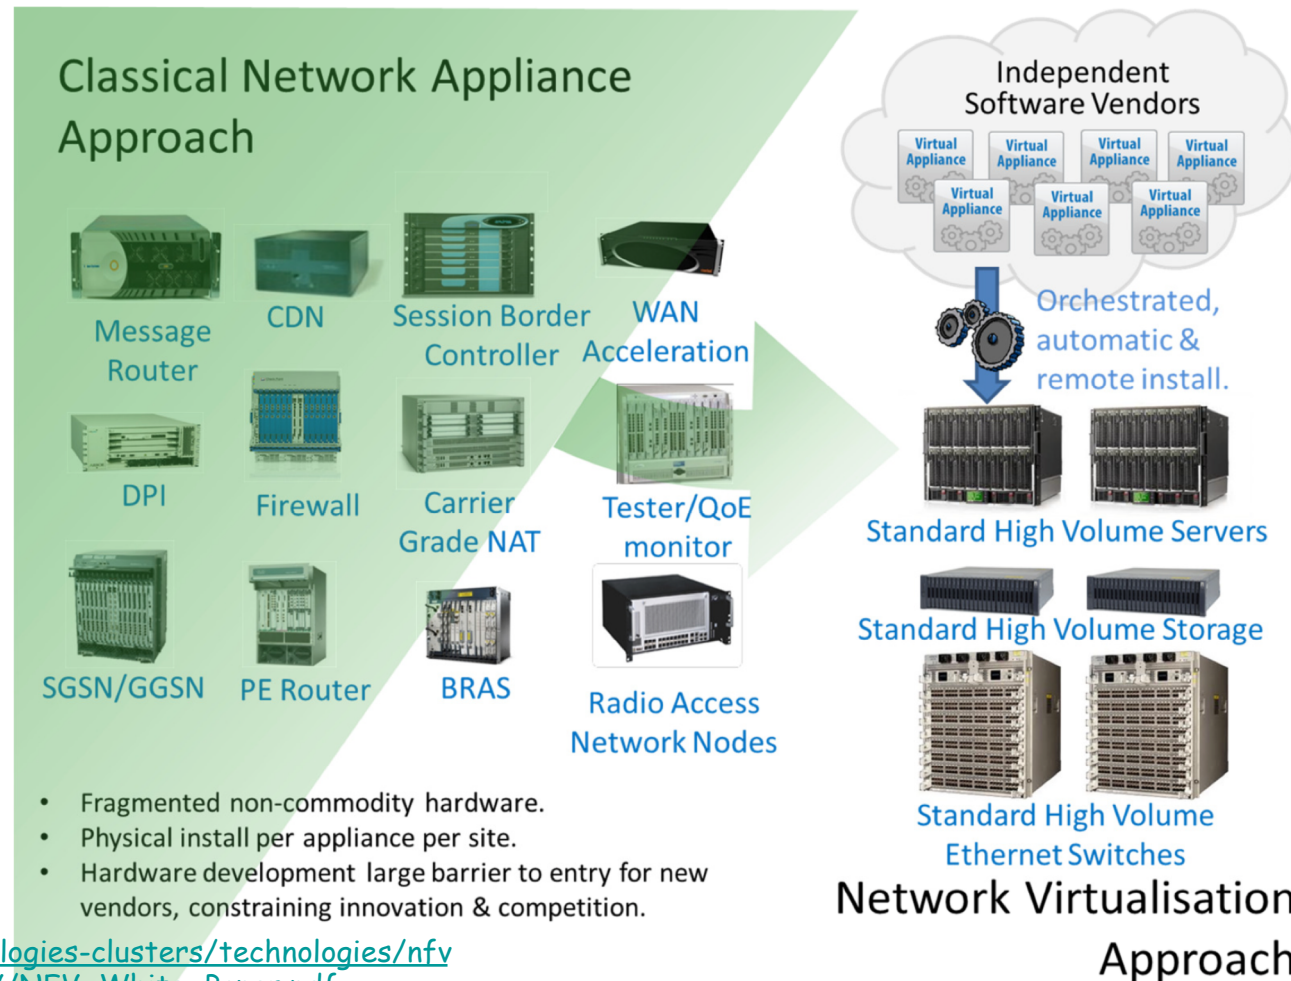 Classical Network Appliance
Approach
Message
Router
CDN
Session Border
Controller
WAN
Acceleration
DPI
Firewall
Carrier
Grade NAT
Tester/QoE
monitor
SGSN/GGSN
PE Router
BRAS
Radio Access
Network Nodes
• Fragmented non-commodity hardware.
• Physical install per appliance per site.
• Hardware development large barrier to entry for new
vendors, constraining innovation & competition.
logies-clusters/technologies/nfv
Independent
Software Vendors
Virtual
Appliance
Virtual
Appliance
Virtual
Appliance
Virtual
Appliance
Virtual
Appliance
Virtual
Appliance
Virtual
Appliance
Orchestrated,
automatic &
remote install.
Standard High Volume Servers
Standard High Volume Storage
Standard High Volume
Ethernet Switches
Network Virtualisation
Approach